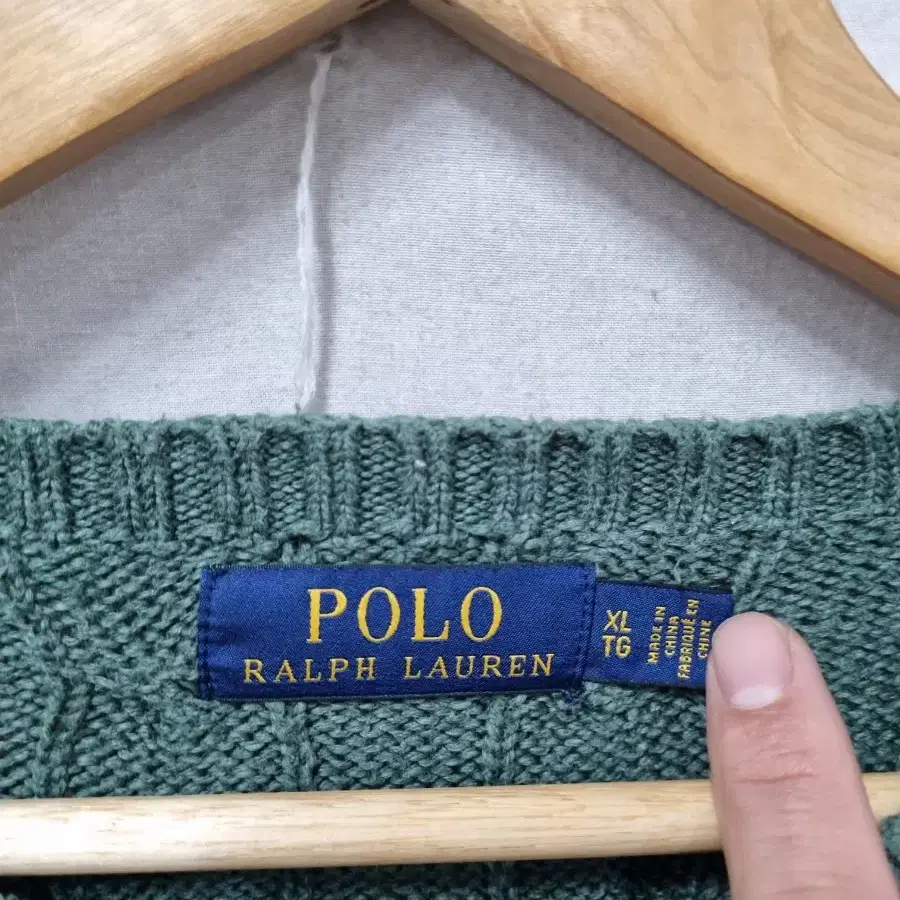 POLO
RALPH LAUREN
XL
TG
MADE IN
CHINA
FABRIQUÉ EN
CHINE